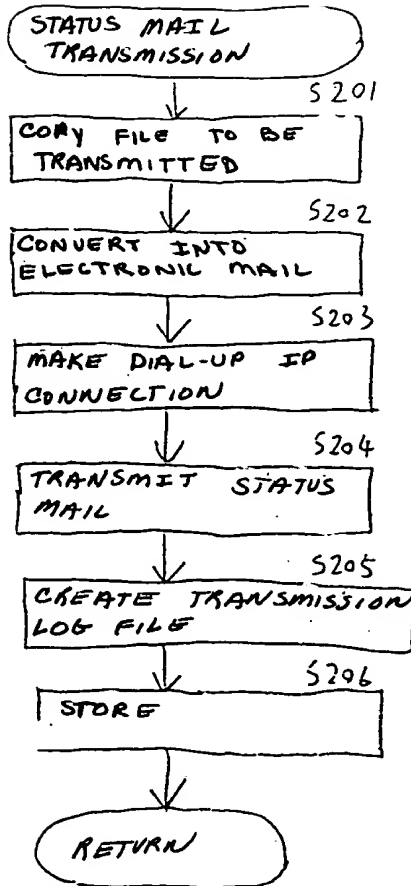 STATUS MAIL
TRANSMISSION
S201
COPY FILE TO BE
TRANSMITTED
S202
CONVERT INTO
ELECTRONIC MAIL
S203
MAKE DIAL-UP IP
CONNECTION
S204
TRANSMIT STATUS
MAIL
S205
CREATE TRANSMISSION
LOG FILE
S206
STORE
RETURN